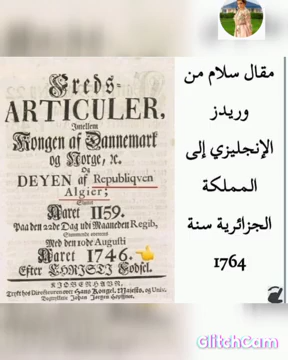 Freds-
ARTICULER,
Imellem
Kongen af Dannemark
og Norge, &c.
Og
DEYEN af Republiqven
Algier;
Sluttet
Aaret 1159.
Paa den 22de Dag udi Maaneden Regib,
Med den 10de Augusti
Aaret 1746.
Efter CHRISTI Fødsel.
KIØBENHAVN,
مقال سلام من
وريدز
الإنجليزي إلى
المملكة
الجزائرية سنة
1764
GlitchCam